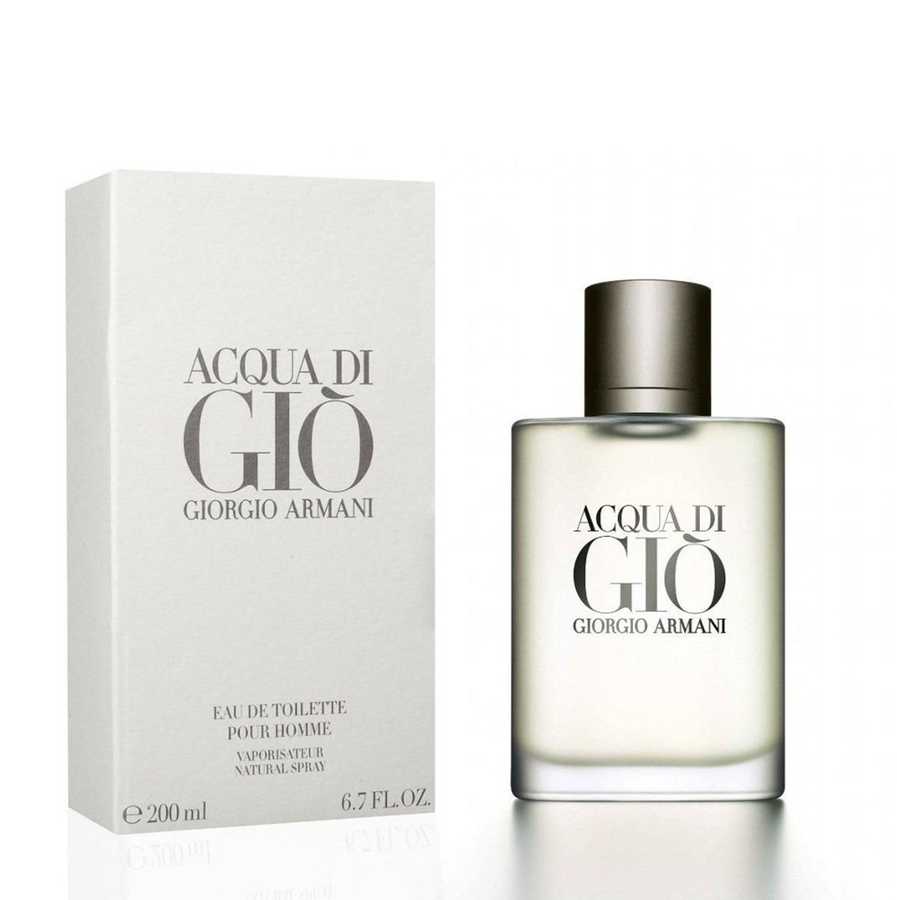 ACQUA DI
GIÒ
GIORGIO ARMANI
EAU DE TOILETTE
POUR HOMME
VAPORISATEUR
NATURAL SPRAY
℮ 200 ml
6.7 FL.OZ.
ACQUA DI
GIÒ
GIORGIO ARMANI